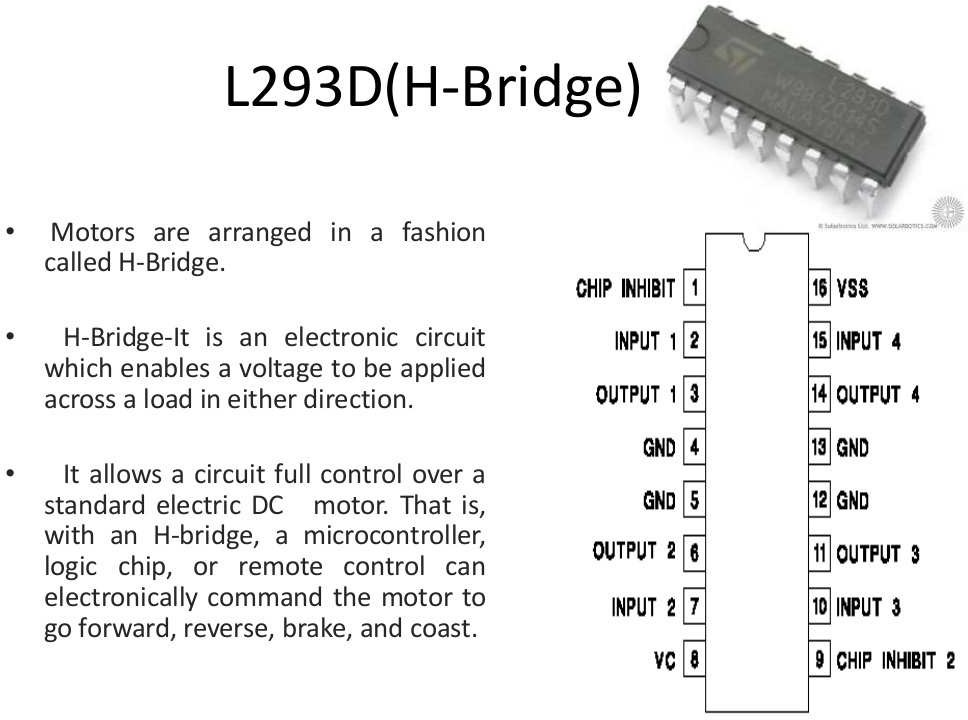 L293D(H-Bridge)
ST
L293D
MALAYSIA
WWW.SOLARBOTICS.COM
• Motors are arranged in a fashion
called H-Bridge.
• H-Bridge-It is an electronic circuit
which enables a voltage to be applied
across a load in either direction.
• It allows a circuit full control over a
standard electric DC motor. That is,
with an H-bridge, a microcontroller,
logic chip, or remote control can
electronically command the motor to
go forward, reverse, brake, and coast.
CHIP INHIBIT 1
INPUT 1 2
OUTPUT 1 3
GND 4
GND 5
OUTPUT 2 6
INPUT 2 7
VC 8
16 VSS
15 INPUT 4
14 OUTPUT 4
13 GND
12 GND
11 OUTPUT 3
10 INPUT 3
9 CHIP INHIBIT 2